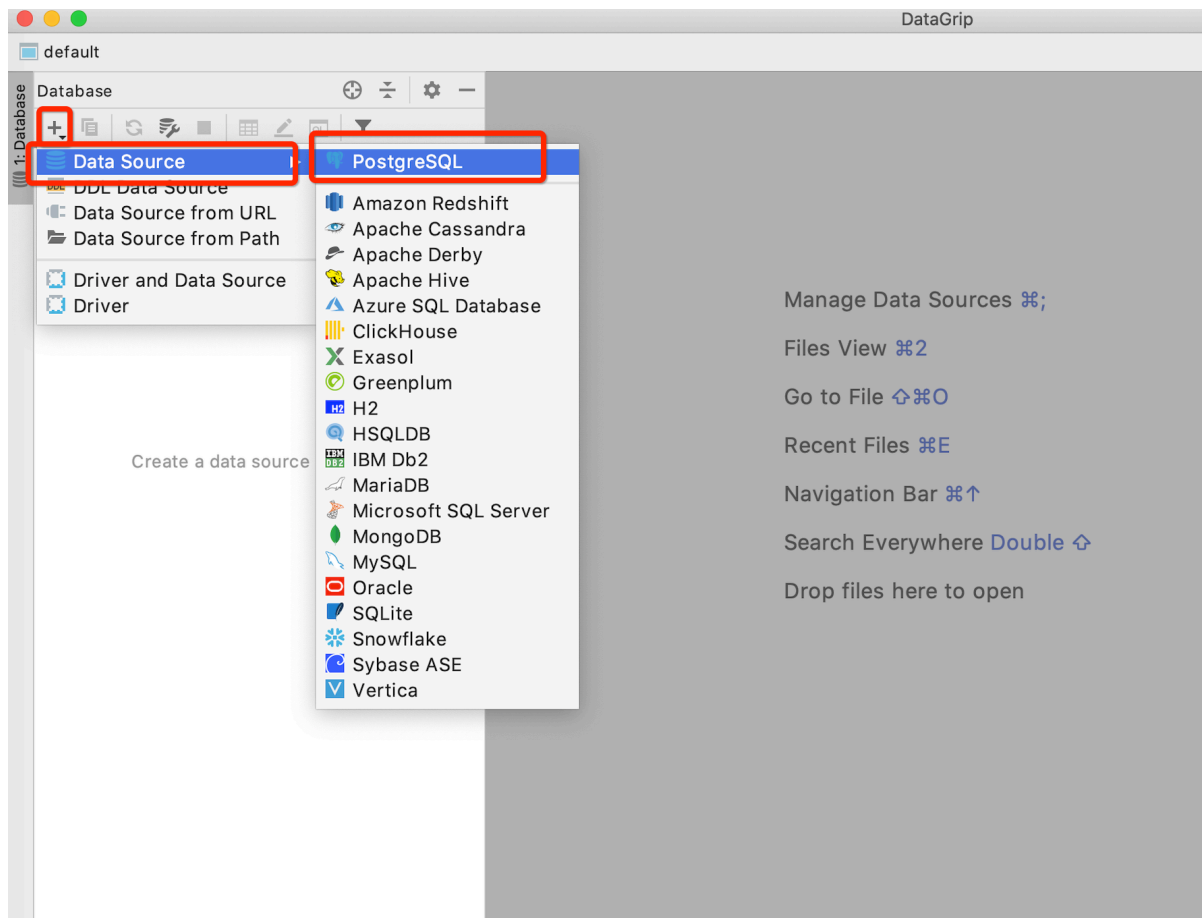 DataGrip
default
1: Database
Database
Data Source
DDL Data Source
Data Source from URL
Data Source from Path
Driver and Data Source
Driver
PostgreSQL
Amazon Redshift
Apache Cassandra
Apache Derby
Apache Hive
Azure SQL Database
ClickHouse
Exasol
Greenplum
H2
HSQLDB
IBM Db2
MariaDB
Microsoft SQL Server
MongoDB
MySQL
Oracle
SQLite
Snowflake
Sybase ASE
Vertica
Create a data source
Manage Data Sources ⌘;
Files View ⌘2
Go to File ⇧⌘O
Recent Files ⌘E
Navigation Bar ⌘↑
Search Everywhere Double ⇧
Drop files here to open